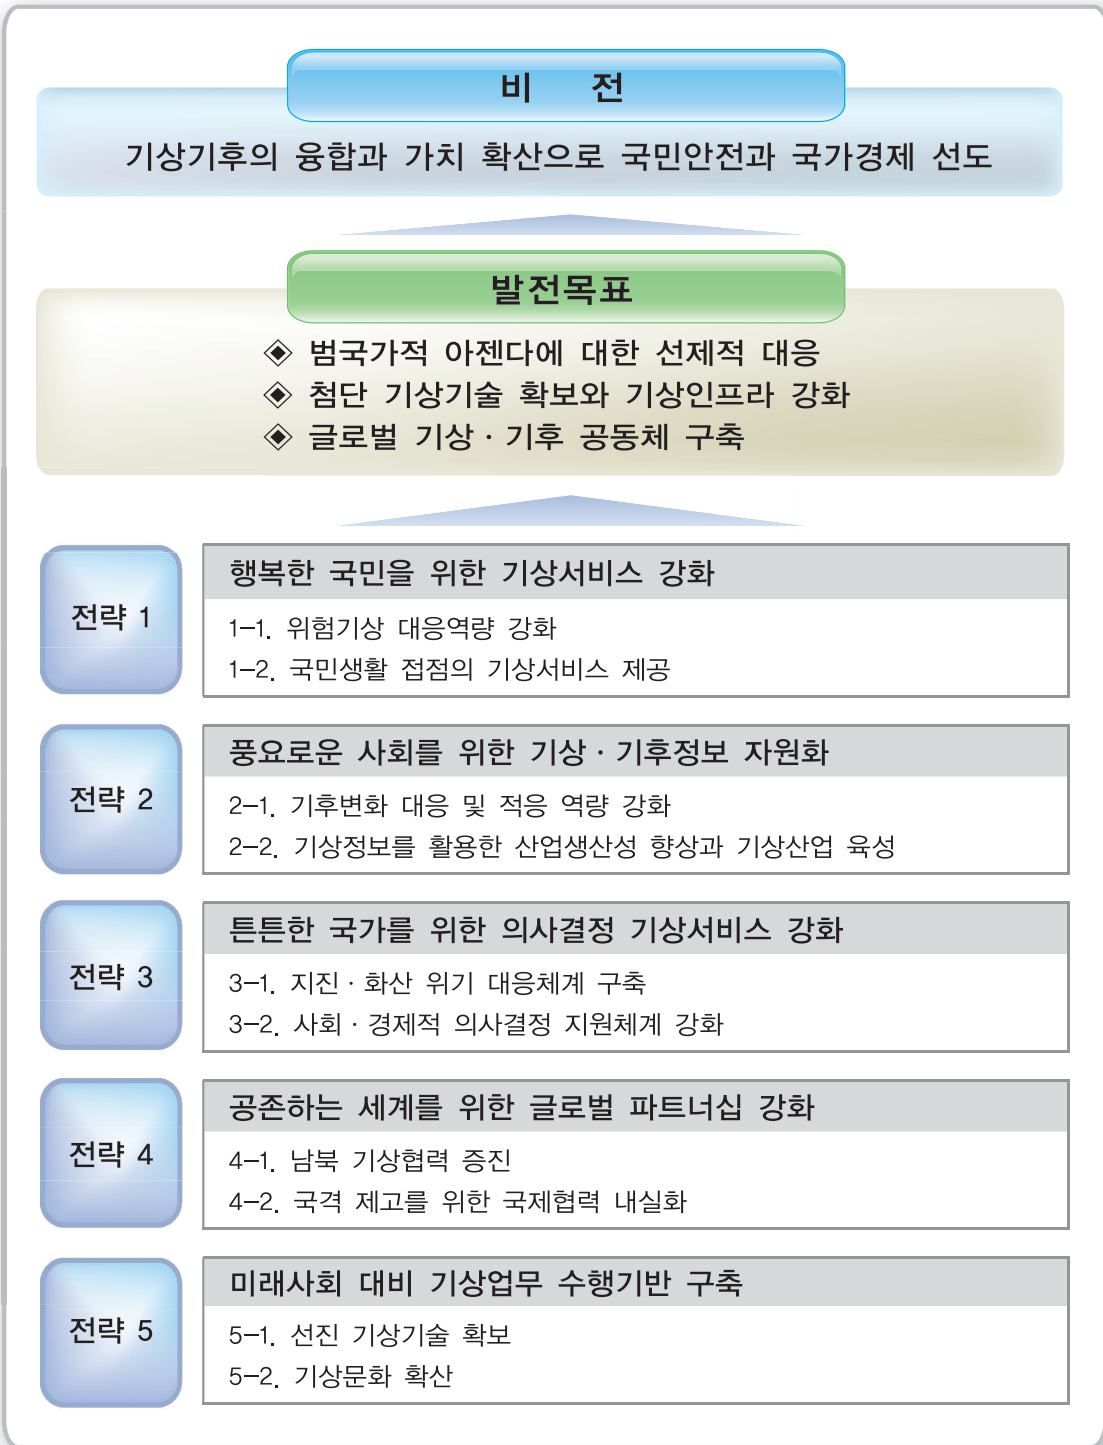 비 전
기상기후의 융합과 가치 확산으로 국민안전과 국가경제 선도
발전목표
◈ 범국가적 아젠다에 대한 선제적 대응
◈ 첨단 기상기술 확보와 기상인프라 강화
◈ 글로벌 기상·기후 공동체 구축
전략 1
행복한 국민을 위한 기상서비스 강화
1-1. 위험기상 대응역량 강화
1-2. 국민생활 접점의 기상서비스 제공
전략 2
풍요로운 사회를 위한 기상·기후정보 자원화
2-1. 기후변화 대응 및 적응 역량 강화
2-2. 기상정보를 활용한 산업생산성 향상과 기상산업 육성
전략 3
튼튼한 국가를 위한 의사결정 기상서비스 강화
3-1. 지진·화산 위기 대응체계 구축
3-2. 사회·경제적 의사결정 지원체계 강화
전략 4
공존하는 세계를 위한 글로벌 파트너십 강화
4-1. 남북 기상협력 증진
4-2. 국격 제고를 위한 국제협력 내실화
전략 5
미래사회 대비 기상업무 수행기반 구축
5-1. 선진 기상기술 확보
5-2. 기상문화 확산